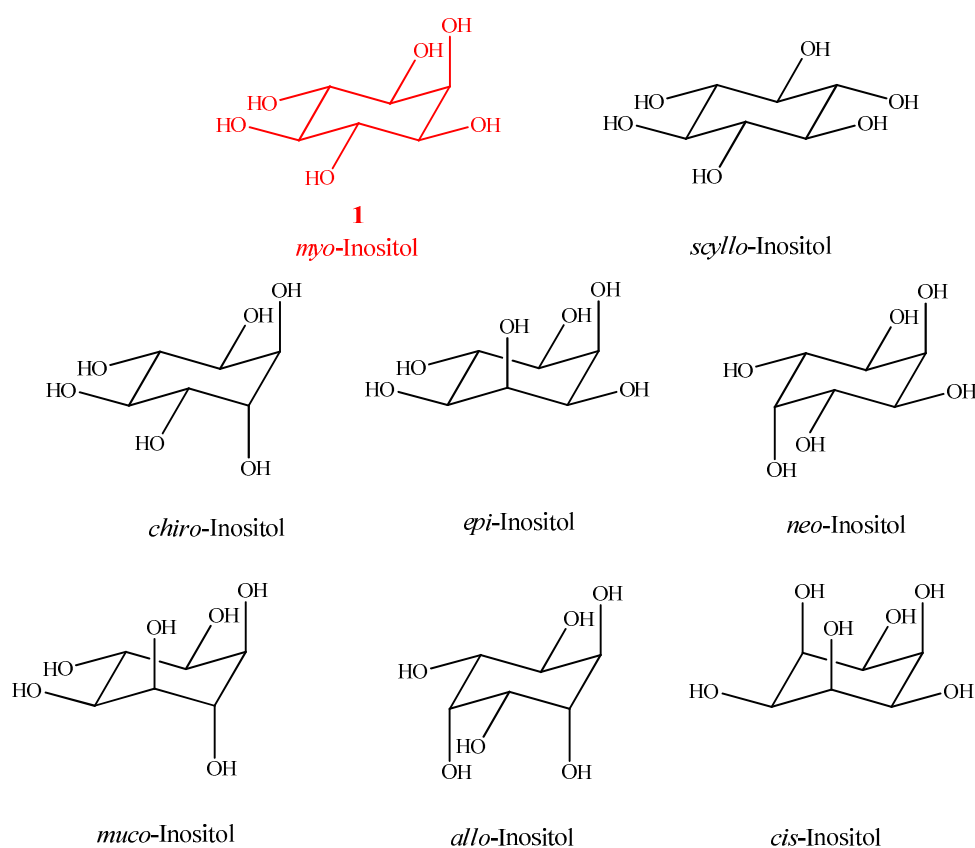 OH
OH
HO
HO
OH
HO
1
myo-Inositol
OH
HO
OH
HO
OH
HO
scyllo-Inositol
OH
OH
HO
HO
HO
OH
chiro-Inositol
OH
OH
OH
HO
HO
OH
epi-Inositol
OH
OH
HO
OH
OH
OH
neo-Inositol
OH
OH
OH
HO
HO
OH
muco-Inositol
OH
OH
HO
HO
OH
OH
allo-Inositol
OH
OH
OH
OH
HO
OH
cis-Inositol